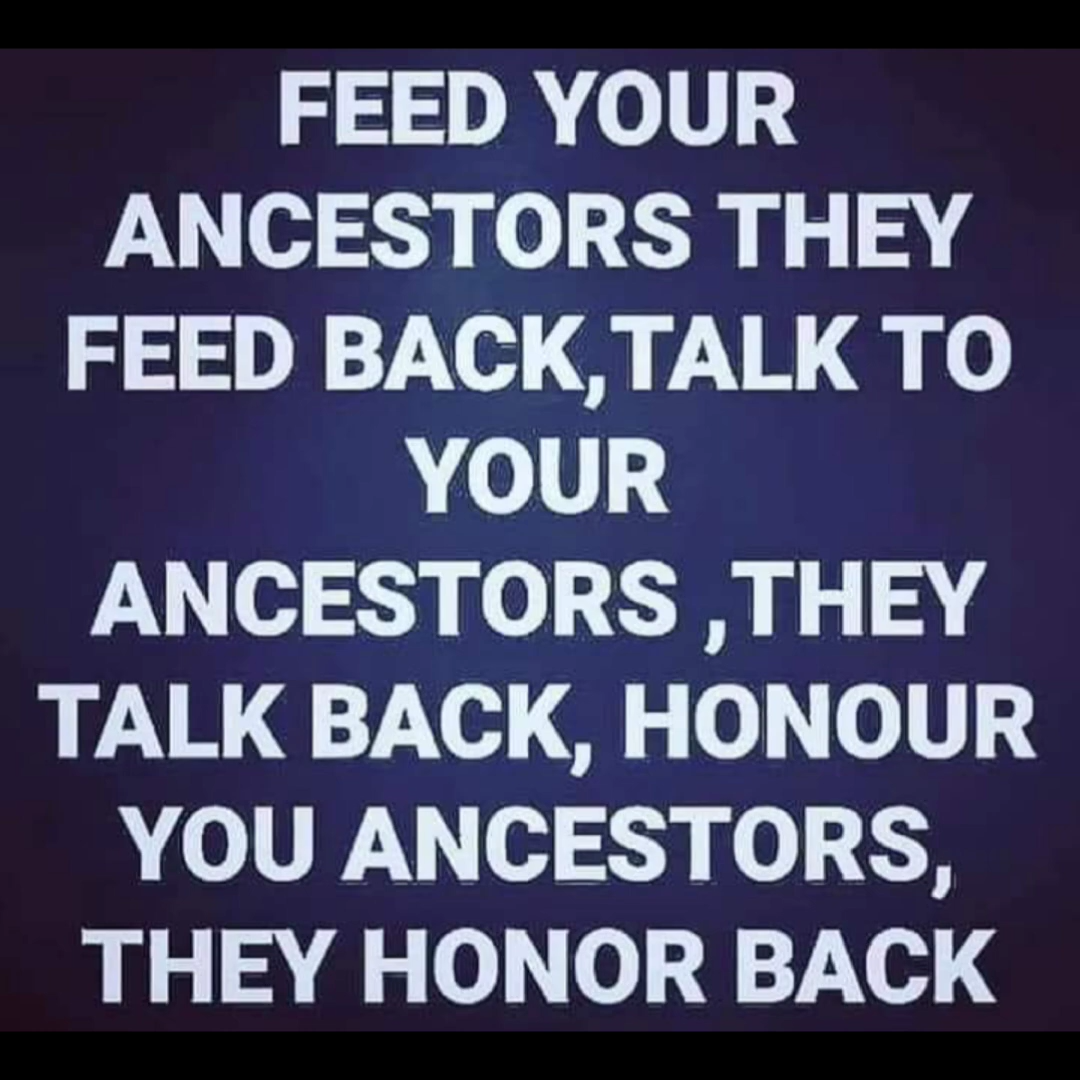 FEED YOUR
ANCESTORS THEY
FEED BACK,TALK TO
YOUR
ANCESTORS ,THEY
TALK BACK, HONOUR
YOU ANCESTORS,
THEY HONOR BACK